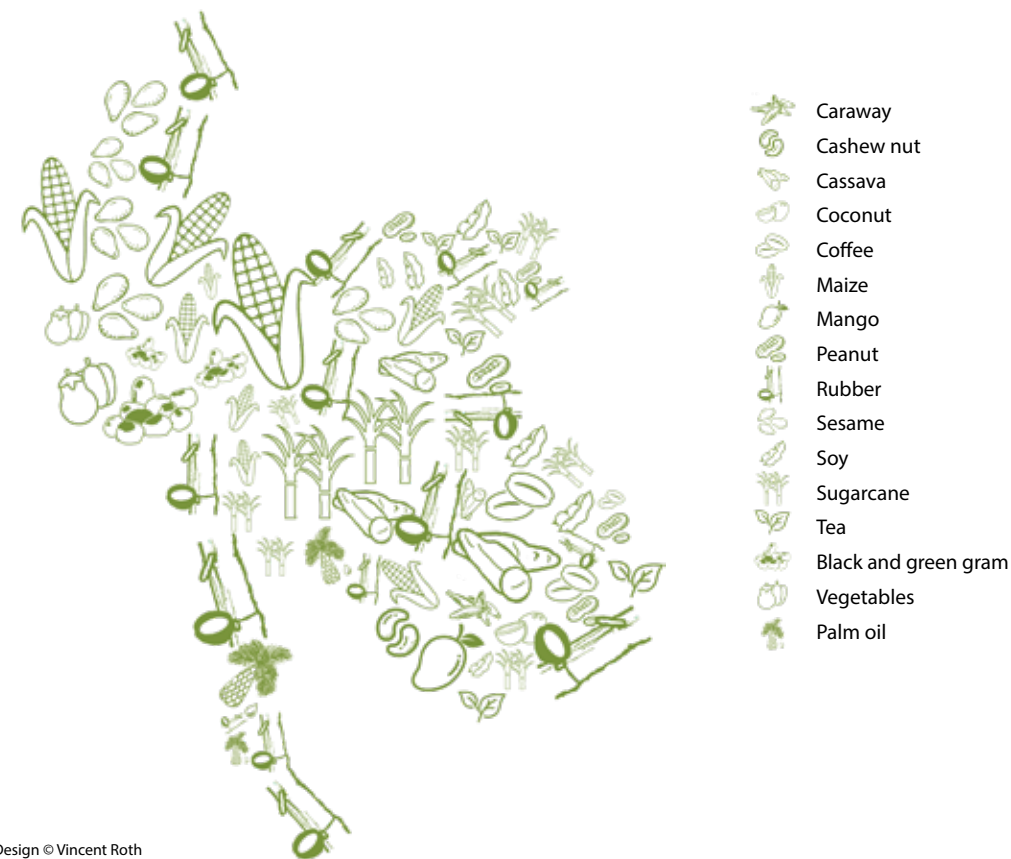 Caraway
Cashew nut
Cassava
Coconut
Coffee
Maize
Mango
Peanut
Rubber
Sesame
Soy
Sugarcane
Tea
Black and green gram
Vegetables
Palm oil
Design © Vincent Roth